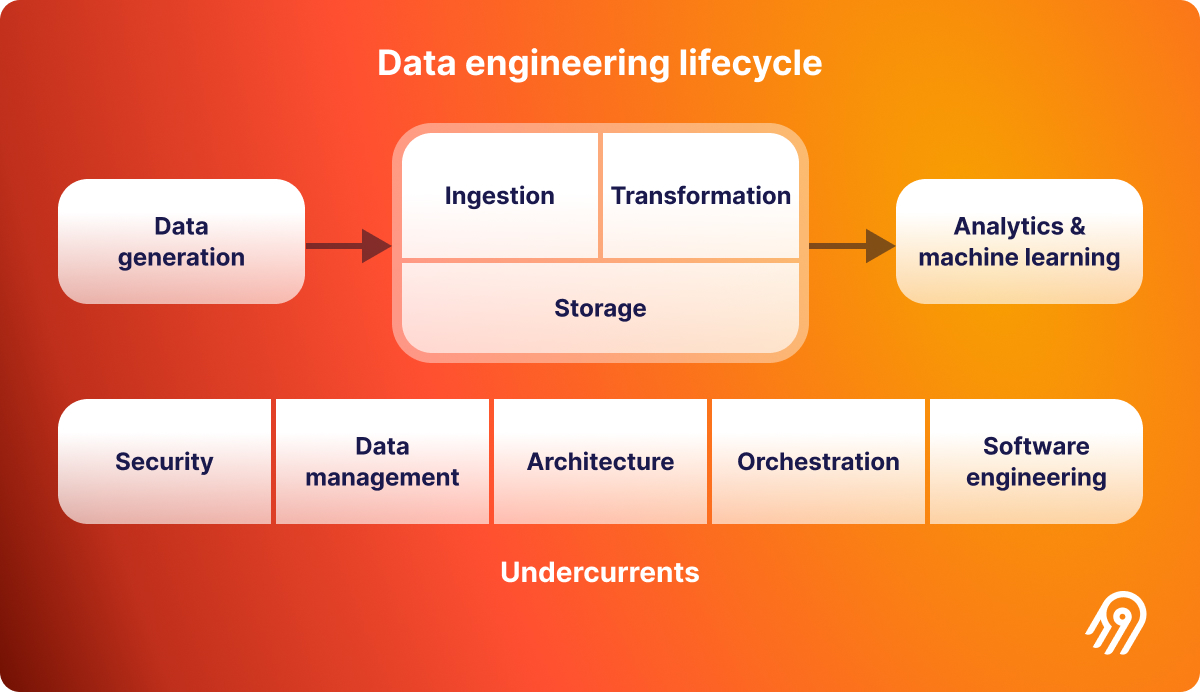 Data engineering lifecycle
Data
generation
Ingestion
Transformation
Storage
Analytics &
machine learning
Security
Data
management
Architecture
Orchestration
Software
engineering
Undercurrents